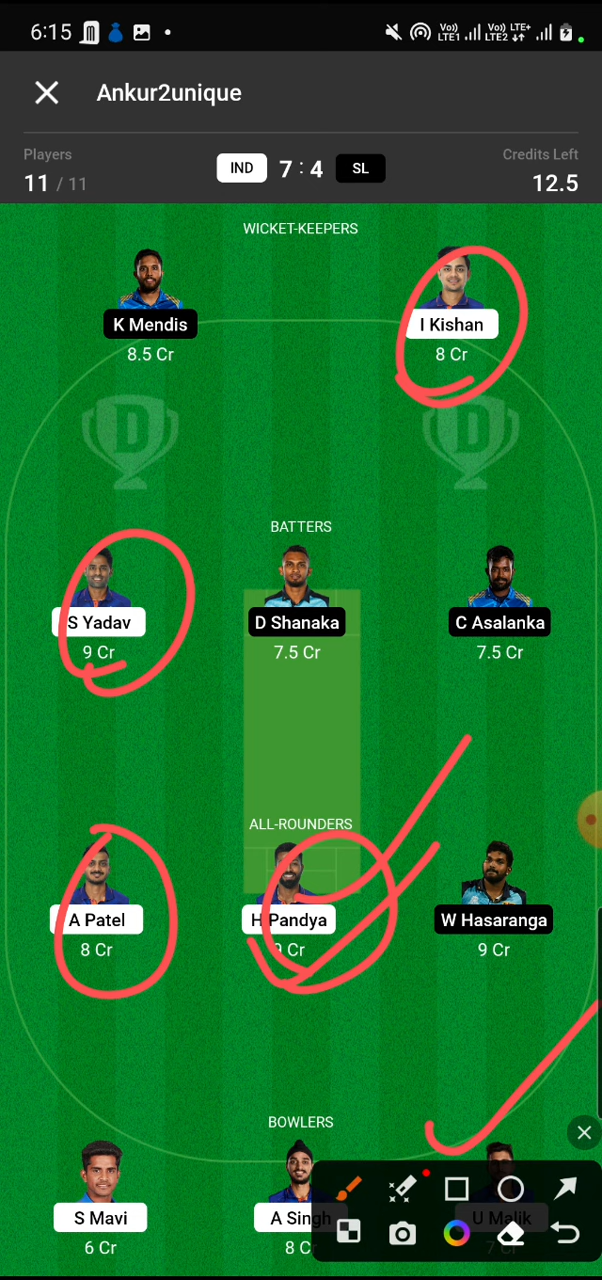 6:15 Vo) LTE1 Vo) LTE2 LTE+
Ankur2unique
Players Credits Left
11 / 11 IND 7 : 4 SL 12.5
WICKET-KEEPERS
K Mendis I Kishan
8.5 Cr 8 Cr
D D
BATTERS
S Yadav D Shanaka C Asalanka
9 Cr 7.5 Cr 7.5 Cr
ALL-ROUNDERS
A Patel H Pandya W Hasaranga
8 Cr 9 Cr 9 Cr
BOWLERS
S Mavi A Singh U Malik
6 Cr 8 C 7 Cr